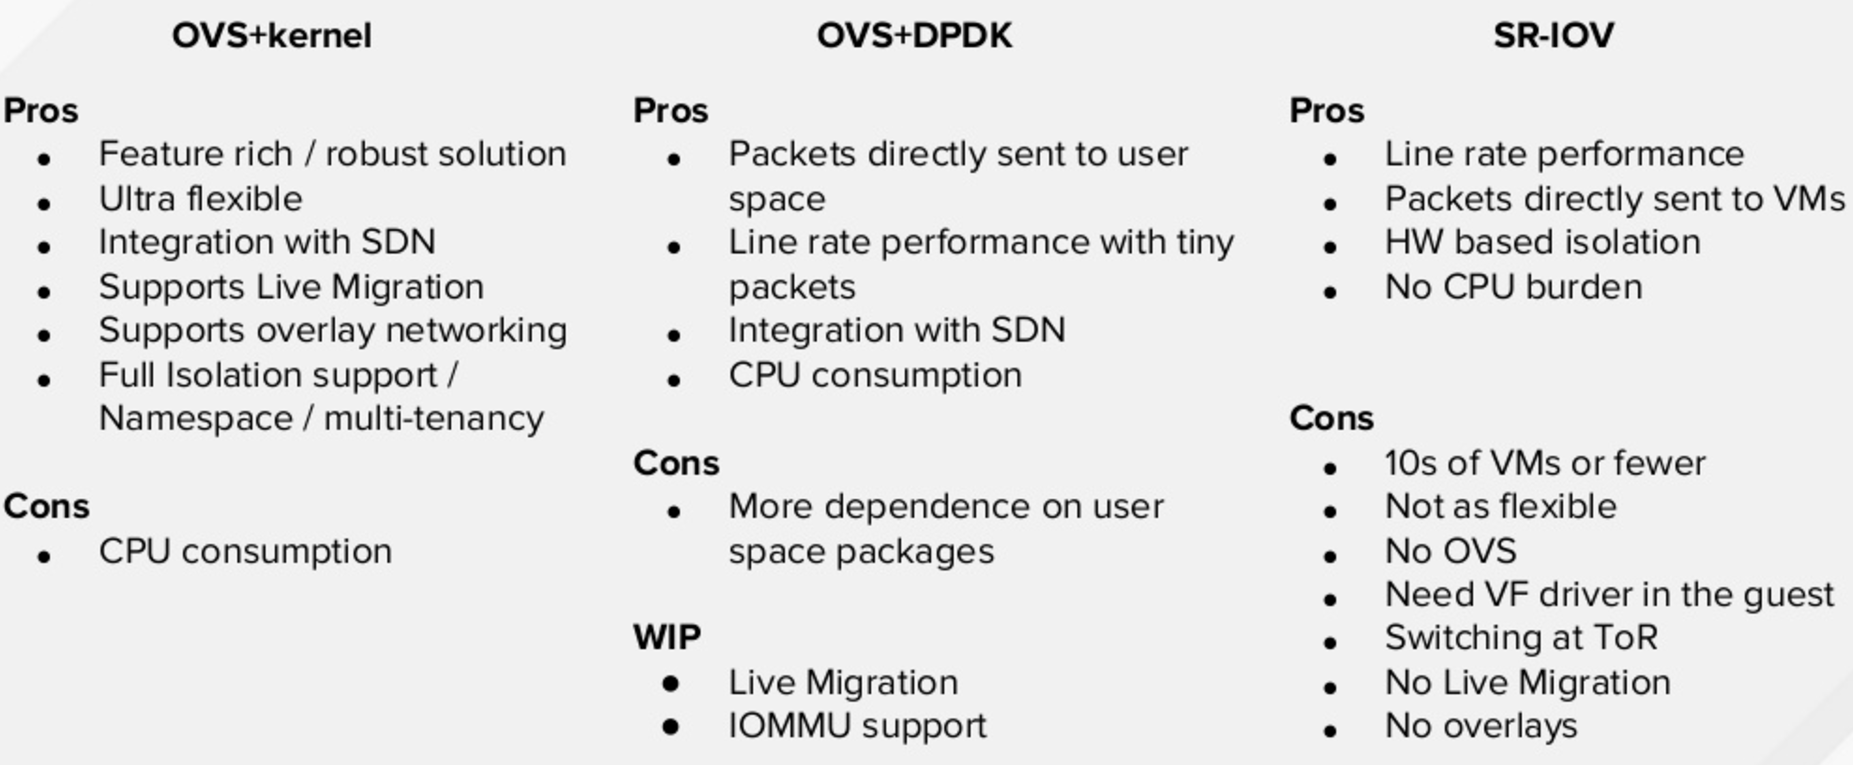 OVS+kernel
Pros
• Feature rich / robust solution
• Ultra flexible
• Integration with SDN
• Supports Live Migration
• Supports overlay networking
• Full Isolation support /
Namespace / multi-tenancy
Cons
• CPU consumption
OVS+DPDK
Pros
• Packets directly sent to user
space
• Line rate performance with tiny
packets
• Integration with SDN
• CPU consumption
Cons
• More dependence on user
space packages
WIP
• Live Migration
• IOMMU support
SR-IOV
Pros
• Line rate performance
• Packets directly sent to VMs
• HW based isolation
• No CPU burden
Cons
• 10s of VMs or fewer
• Not as flexible
• No OVS
• Need VF driver in the guest
• Switching at ToR
• No Live Migration
• No overlays